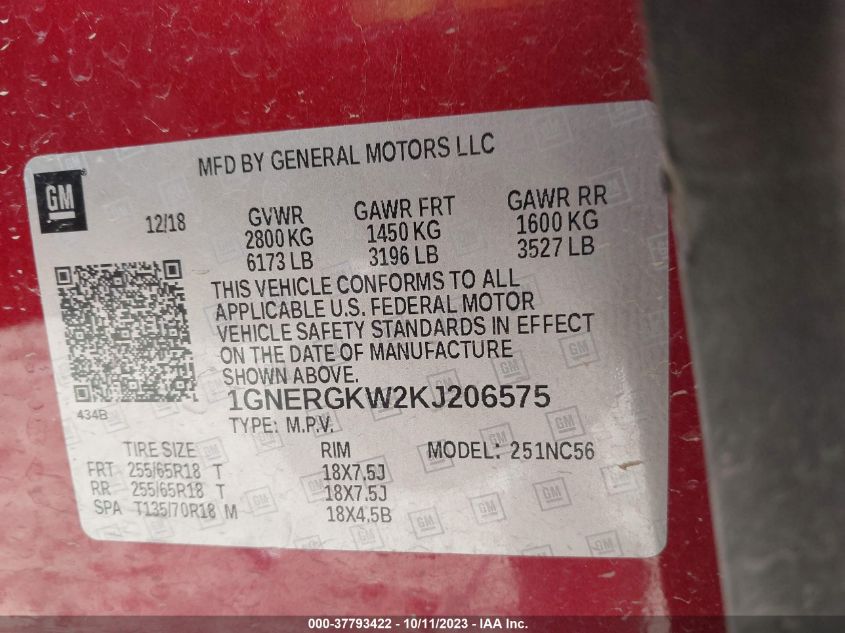 MFD BY GENERAL MOTORS LLC
GM
12/18
GVWR GAWR FRT GAWR RR
2800 KG 1450 KG 1600 KG
6173 LB 3196 LB 3527 LB
THIS VEHICLE CONFORMS TO ALL
APPLICABLE U.S. FEDERAL MOTOR
VEHICLE SAFETY STANDARDS IN EFFECT
ON THE DATE OF MANUFACTURE
SHOWN ABOVE.
434B
1GNERGKW2KJ206575
TYPE: M.P.V.
TIRE SIZE RIM MODEL: 251NC56
FRT 255/65R18 T 18X7.5J
RR 255/65R18 T 18X7.5J
SPA T135/70R18 M 18X4.5B
000-37793422 - 10/11/2023 - IAA Inc.